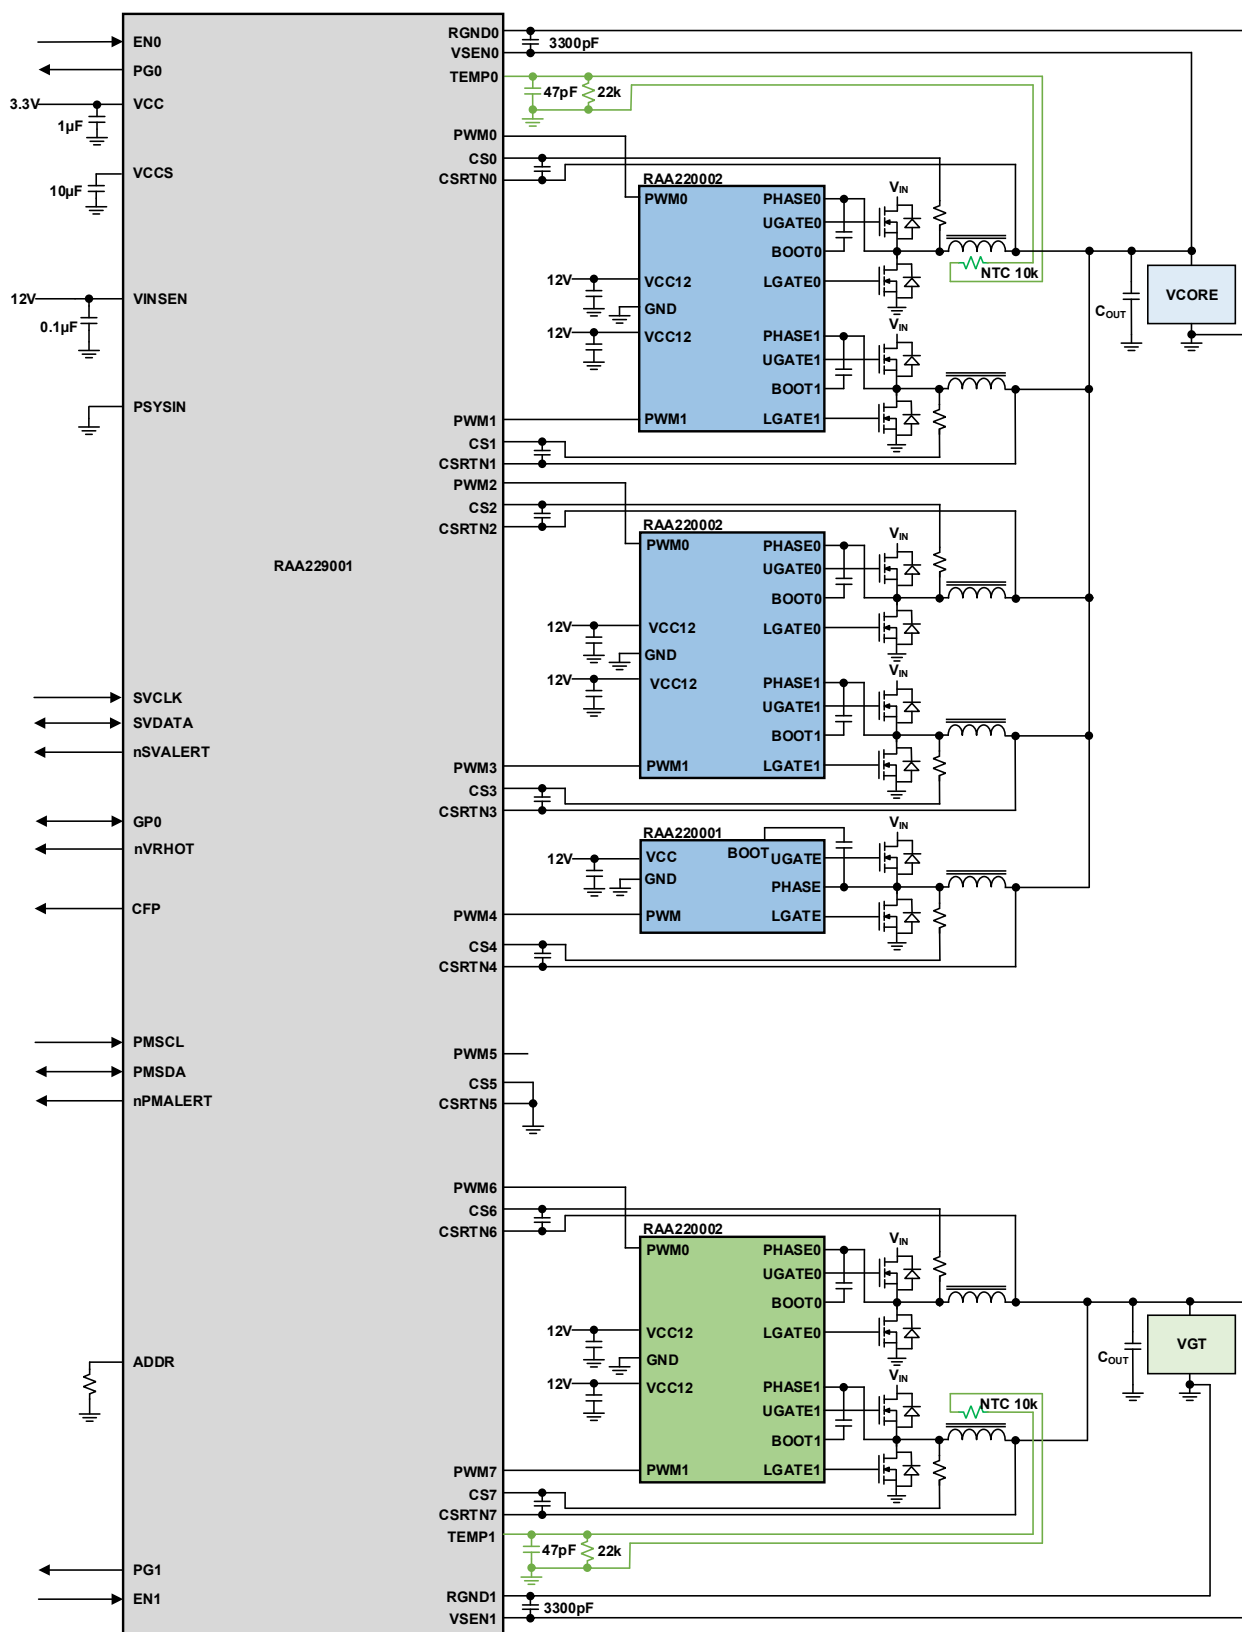 EN0
PG0
3.3V
VCC
1µF
VCCS
10µF
12V
VINSEN
0.1µF
PSYSIN
RAA229001
SVCLK
SVDATA
nSVALERT
GP0
nVRHOT
CFP
PMSCL
PMSDA
nPMALERT
ADDR
PG1
EN1
RGND0
3300pF
VSEN0
TEMP0
47pF
22k
PWM0
CS0
CSRTN0
RAA220002
PWM0
PHASE0
UGATE0
BOOT0
12V
VCC12
LGATE0
GND
12V
VCC12
PHASE1
UGATE1
BOOT1
PWM1
LGATE1
VIN
NTC 10k
VIN
COUT
VCORE
PWM1
CS1
CSRTN1
PWM2
CS2
CSRTN2
RAA220002
PWM0
PHASE0
UGATE0
BOOT0
12V
VCC12
LGATE0
GND
12V
VCC12
PHASE1
UGATE1
BOOT1
PWM1
LGATE1
VIN
VIN
PWM3
CS3
CSRTN3
RAA220001
BOOT
12V
VCC
UGATE
GND
PHASE
PWM
LGATE
VIN
PWM4
CS4
CSRTN4
PWM5
CS5
CSRTN5
PWM6
CS6
CSRTN6
RAA220002
PWM0
PHASE0
UGATE0
BOOT0
12V
VCC12
LGATE0
GND
12V
VCC12
PHASE1
UGATE1
BOOT1
PWM1
LGATE1
VIN
VIN
NTC 10k
COUT
VGT
PWM7
CS7
CSRTN7
TEMP1
47pF
22k
RGND1
3300pF
VSEN1